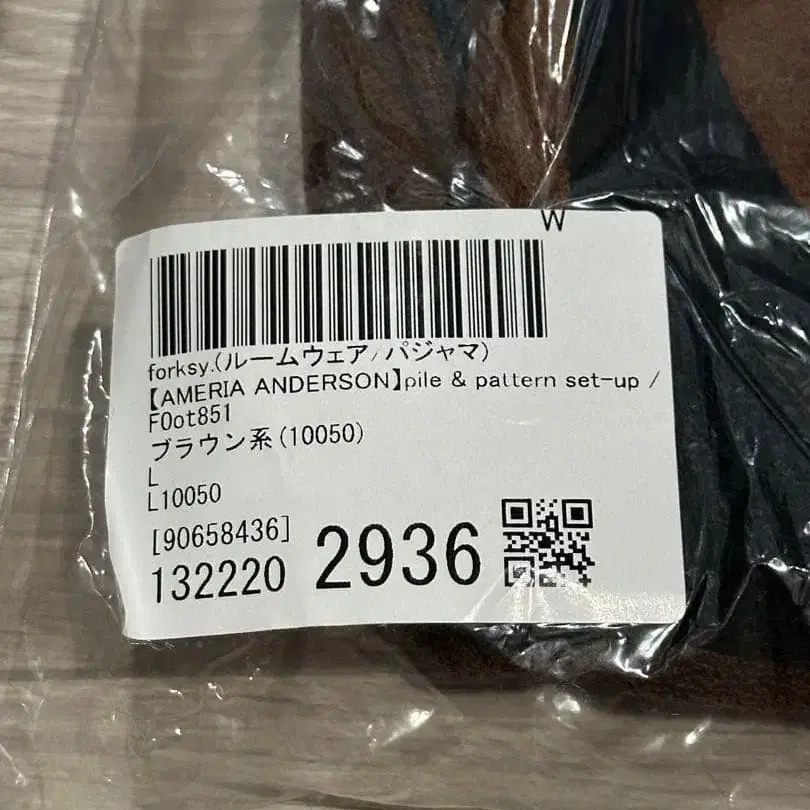 W
forksy.(ルームウェア/パジャマ)
【AMERIA ANDERSON】pile & pattern set-up /
F0ot851
ブラウン系(10050)
L
L10050
[90658436]
132220 2936